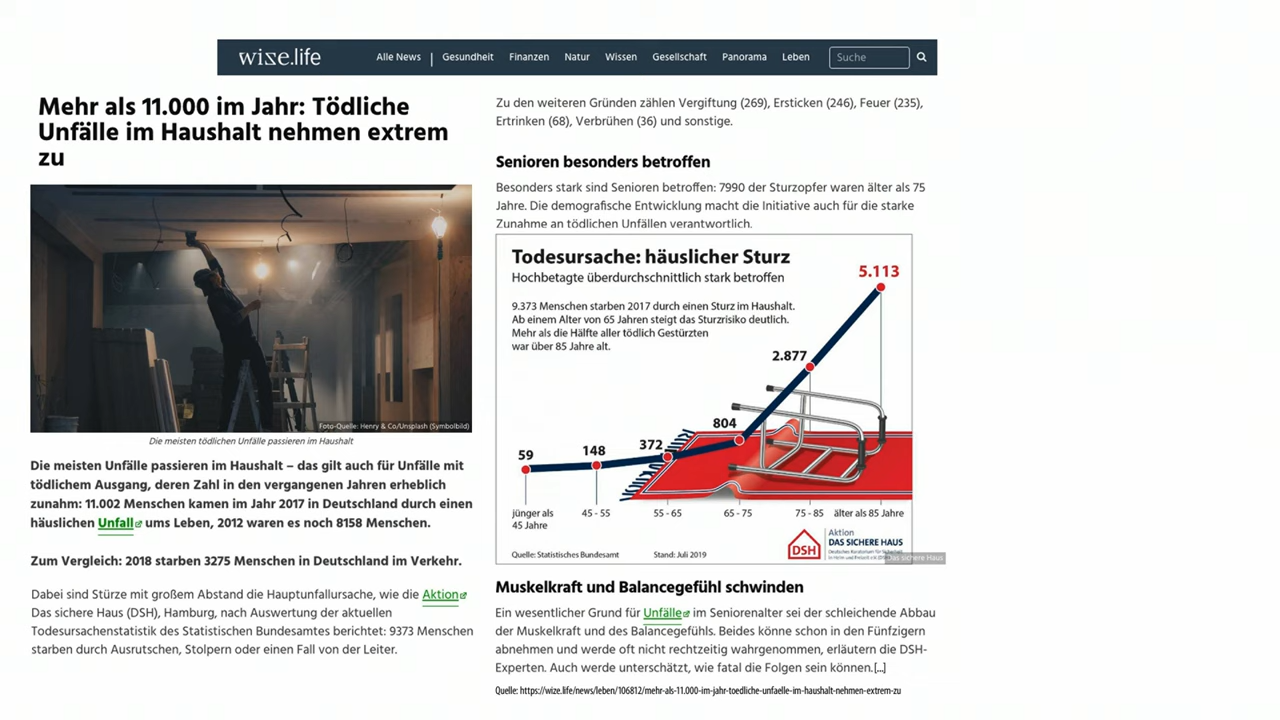 wize.life
Alle News | Gesundheit Finanzen Natur Wissen Gesellschaft Panorama Leben Suche
Mehr als 11.000 im Jahr: Tödliche
Unfälle im Haushalt nehmen extrem
zu
Foto-Quelle: Henry & Co/Unsplash (Symbolbild)
Die meisten tödlichen Unfälle passieren im Haushalt
Die meisten Unfälle passieren im Haushalt – das gilt auch für Unfälle mit
tödlichem Ausgang, deren Zahl in den vergangenen Jahren erheblich
zunahm: 11.002 Menschen kamen im Jahr 2017 in Deutschland durch einen
häuslichen Unfall ums Leben, 2012 waren es noch 8158 Menschen.
Zum Vergleich: 2018 starben 3275 Menschen in Deutschland im Verkehr.
Dabei sind Stürze mit großem Abstand die Hauptunfallursache, wie die Aktion
Das sichere Haus (DSH), Hamburg, nach Auswertung der aktuellen
Todesursachenstatistik des Statistischen Bundesamtes berichtet: 9373 Menschen
starben durch Ausrutschen, Stolpern oder einen Fall von der Leiter.
Zu den weiteren Gründen zählen Vergiftung (269), Ersticken (246), Feuer (235),
Ertrinken (68), Verbrühen (36) und sonstige.
Senioren besonders betroffen
Besonders stark sind Senioren betroffen: 7990 der Sturzopfer waren älter als 75
Jahre. Die demografische Entwicklung macht die Initiative auch für die starke
Zunahme an tödlichen Unfällen verantwortlich.
Todesursache: häuslicher Sturz
Hochbetagte überdurchschnittlich stark betroffen
9.373 Menschen starben 2017 durch einen Sturz im Haushalt.
Ab einem Alter von 65 Jahren steigt das Sturzrisiko deutlich.
Mehr als die Hälfte aller tödlich Gestürzten
war über 85 Jahre alt.
5.113
2.877
804
372
148
59
jünger als
45 Jahre
45 - 55
55 - 65
65 - 75
75 - 85
älter als 85 Jahre
Quelle: Statistisches Bundesamt
Stand: Juli 2019
DSH
Aktion
DAS SICHERE HAUS
Das sichere Haus
Muskelkraft und Balancegefühl schwinden
Ein wesentlicher Grund für Unfälle im Seniorenalter sei der schleichende Abbau
der Muskelkraft und des Balancegefühls. Beides könne schon in den Fünfzigern
abnehmen und werde oft nicht rechtzeitig wahrgenommen, erläutern die DSH-
Experten. Auch werde unterschätzt, wie fatal die Folgen sein können.[...]
Quelle: https://wize.life/news/leben/106812/mehr-als-11.000-im-jahr-toedliche-unfaelle-im-haushalt-nehmen-extrem-zu